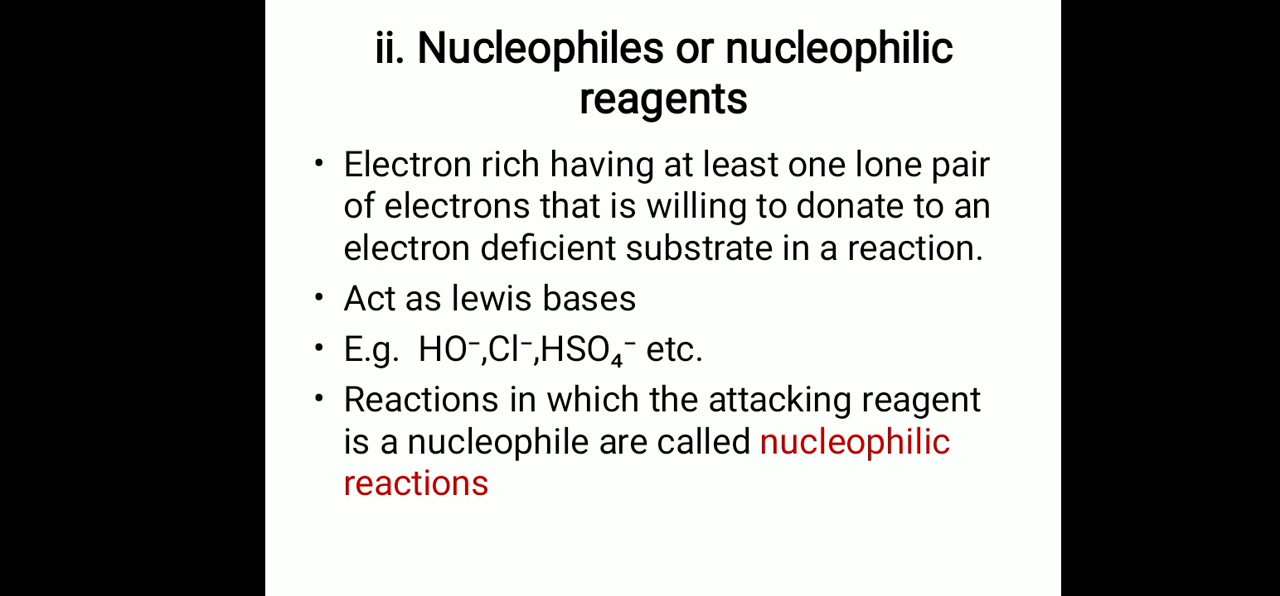 ii. Nucleophiles or nucleophilic
reagents
• Electron rich having at least one lone pair
of electrons that is willing to donate to an
electron deficient substrate in a reaction.
• Act as lewis bases
• E.g. HO⁻,Cl⁻,HSO₄⁻ etc.
• Reactions in which the attacking reagent
is a nucleophile are called nucleophilic
reactions